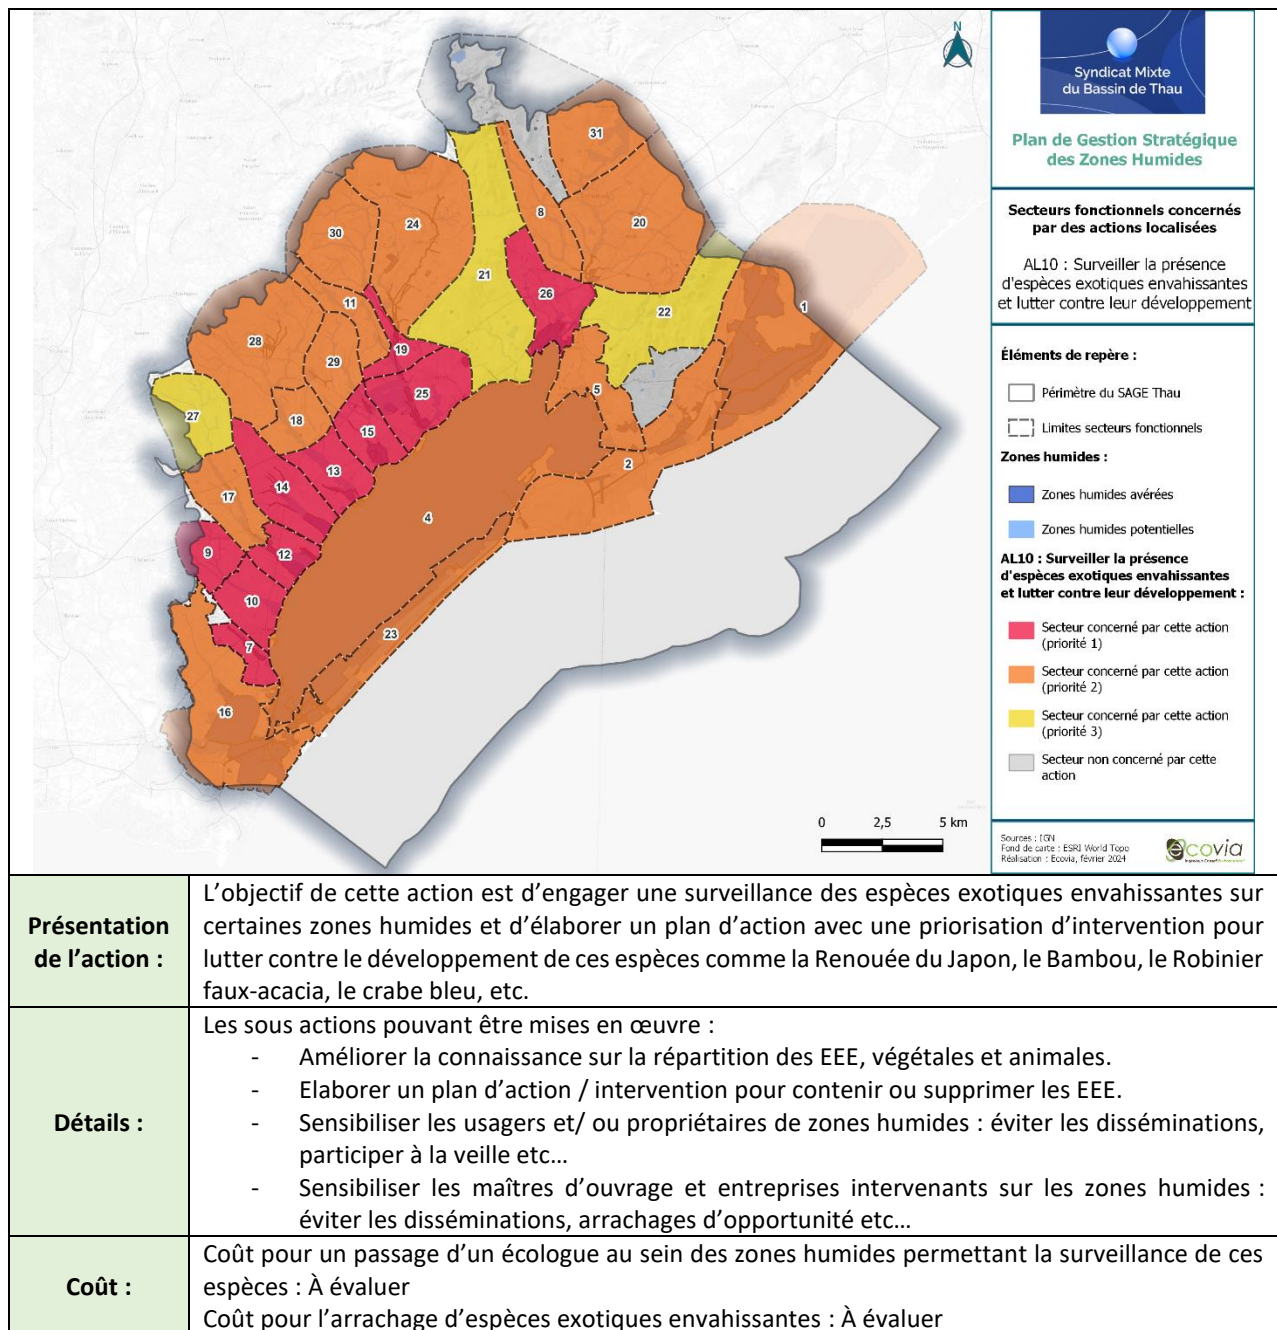 N
31
30
24
8
20
21
26
1
11
22
28
19
29
5
25
27
18
15
2
13
14
17
4
9
12
10
23
7
16
0 2,5 5 km
Syndicat Mixte
du Bassin de Thau
Plan de Gestion Stratégique
des Zones Humides
Secteurs fonctionnels concernés
par des actions localisées
AL10 : Surveiller la présence
d'espèces exotiques envahissantes
et lutter contre leur développement
Éléments de repère :
Périmètre du SAGE Thau
Limites secteurs fonctionnels
Zones humides :
Zones humides avérées
Zones humides potentielles
AL10 : Surveiller la présence
d'espèces exotiques envahissantes
et lutter contre leur développement :
Secteur concerné par cette action
(priorité 1)
Secteur concerné par cette action
(priorité 2)
Secteur concerné par cette action
(priorité 3)
Secteur non concerné par cette
action
Sources : IGN
Fond de carte : ESRI World Topo
Réalisation : Ecovia, février 2024
écovia
Présentation
de l'action :
L'objectif de cette action est d'engager une surveillance des espèces exotiques envahissantes sur
certaines zones humides et d'élaborer un plan d'action avec une priorisation d'intervention pour
lutter contre le développement de ces espèces comme la Renouée du Japon, le Bambou, le Robinier
faux-acacia, le crabe bleu, etc.
Détails :
Les sous actions pouvant être mises en œuvre :
- Améliorer la connaissance sur la répartition des EEE, végétales et animales.
- Elaborer un plan d'action / intervention pour contenir ou supprimer les EEE.
- Sensibiliser les usagers et/ ou propriétaires de zones humides : éviter les disséminations,
participer à la veille etc…
- Sensibiliser les maîtres d'ouvrage et entreprises intervenants sur les zones humides :
éviter les disséminations, arrachages d'opportunité etc…
Coût :
Coût pour un passage d'un écologue au sein des zones humides permettant la surveillance de ces
espèces : À évaluer
Coût pour l'arrachage d'espèces exotiques envahissantes : À évaluer